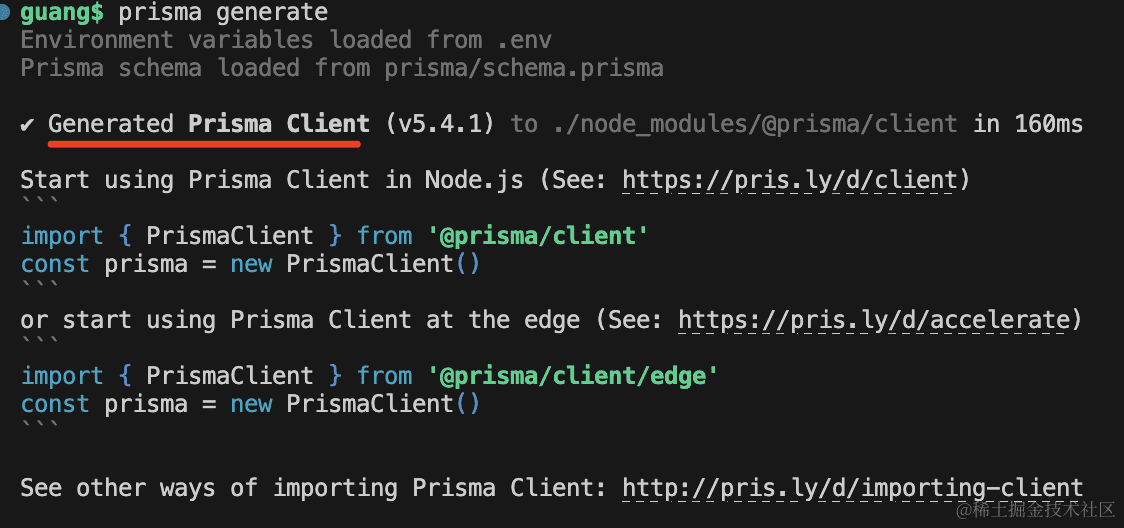 guang$ prisma generate
Environment variables loaded from .env
Prisma schema loaded from prisma/schema.prisma
✔ Generated Prisma Client (v5.4.1) to ./node_modules/@prisma/client in 160ms
Start using Prisma Client in Node.js (See: https://pris.ly/d/client)
```
import { PrismaClient } from '@prisma/client'
const prisma = new PrismaClient()
```
or start using Prisma Client at the edge (See: https://pris.ly/d/accelerate)
```
import { PrismaClient } from '@prisma/client/edge'
const prisma = new PrismaClient()
```
See other ways of importing Prisma Client: http://pris.ly/d/importing-client
@稀土掘金技术社区